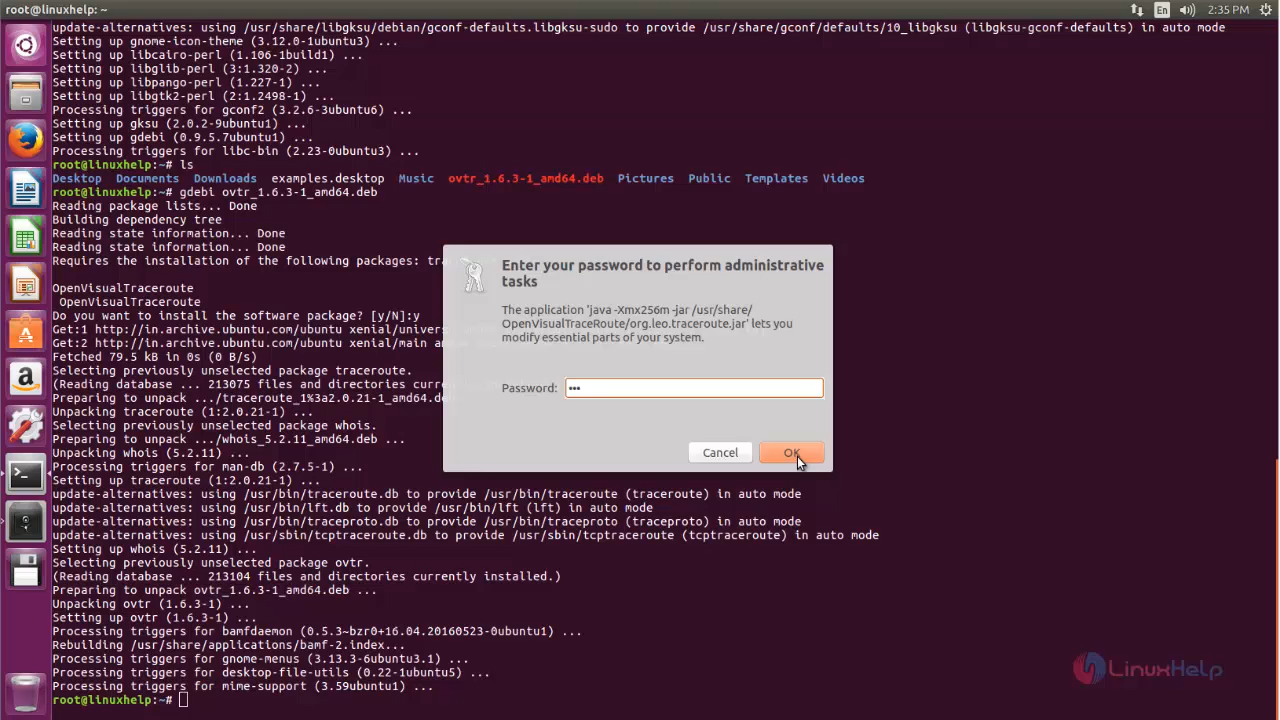 root@linuxhelp: ~
En
2:35 PM
update-alternatives: using /usr/share/libgksu/debian/gconf-defaults.libgksu-sudo to provide /usr/share/gconf/defaults/10_libgksu (libgksu-gconf-defaults) in auto mode
Setting up gnome-icon-theme (3.12.0-1ubuntu3) ...
Setting up libcairo-perl (1.106-1build1) ...
Setting up libglib-perl (3:1.320-2) ...
Setting up libpango-perl (1.227-1) ...
Setting up libgtk2-perl (2:1.2498-1) ...
Processing triggers for gconf2 (3.2.6-3ubuntu6) ...
Setting up gksu (2.0.2-9ubuntu1) ...
Setting up gdebi (0.9.5.7ubuntu1) ...
Processing triggers for libc-bin (2.23-0ubuntu3) ...
root@linuxhelp:~# ls
Desktop Documents Downloads examples.desktop Music ovtr_1.6.3-1_amd64.deb Pictures Public Templates Videos
root@linuxhelp:~# gdebi ovtr_1.6.3-1_amd64.deb
Reading package lists... Done
Building dependency tree
Reading state information... Done
Reading state information... Done
Requires the installation of the following packages: tra
OpenVisualTraceroute
OpenVisualTraceroute
Do you want to install the software package? [y/N]:y
Get:1 http://in.archive.ubuntu.com/ubuntu xenial/univers
Get:2 http://in.archive.ubuntu.com/ubuntu xenial/main am
Fetched 79.5 kB in 0s (0 B/s)
Selecting previously unselected package traceroute.
(Reading database ... 213075 files and directories curre
Preparing to unpack .../traceroute_1%3a2.0.21-1_amd64.de
Unpacking traceroute (1:2.0.21-1) ...
Selecting previously unselected package whois.
Preparing to unpack .../whois_5.2.11_amd64.deb ...
Unpacking whois (5.2.11) ...
Processing triggers for man-db (2.7.5-1) ...
Setting up traceroute (1:2.0.21-1) ...
update-alternatives: using /usr/bin/traceroute.db to provide /usr/bin/traceroute (traceroute) in auto mode
update-alternatives: using /usr/bin/lft.db to provide /usr/bin/lft (lft) in auto mode
update-alternatives: using /usr/bin/traceproto.db to provide /usr/bin/traceproto (traceproto) in auto mode
update-alternatives: using /usr/sbin/tcptraceroute.db to provide /usr/sbin/tcptraceroute (tcptraceroute) in auto mode
Setting up whois (5.2.11) ...
Selecting previously unselected package ovtr.
(Reading database ... 213104 files and directories currently installed.)
Preparing to unpack ovtr_1.6.3-1_amd64.deb ...
Unpacking ovtr (1.6.3-1) ...
Setting up ovtr (1.6.3-1) ...
Processing triggers for bamfdaemon (0.5.3~bzr0+16.04.20160523-0ubuntu1) ...
Rebuilding /usr/share/applications/bamf-2.index...
Processing triggers for gnome-menus (3.13.3-6ubuntu3.1) ...
Processing triggers for desktop-file-utils (0.22-1ubuntu5) ...
Processing triggers for mime-support (3.59ubuntu1) ...
root@linuxhelp:~#
Enter your password to perform administrative
tasks
The application 'java -Xmx256m -jar /usr/share/
OpenVisualTraceRoute/org.leo.traceroute.jar' lets you
modify essential parts of your system.
Password: •••
Cancel
OK
LinuxHelp